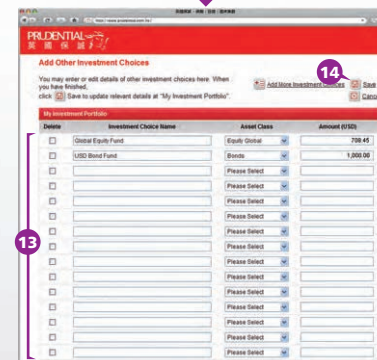 PRUDENTIAL
英國保誠
Add Other Investment Choices
You may enter or edit details of other investment choices here. When
you have finished,
click Save to update relevant details at "My Investment Portfolio".
Add More Investment Choices
14
Save
My Investment Portfolio
Delete Investment Choice Name Asset Class Amount (USD)
Global Equity Fund Equity Global 708.45
USD Bond Fund Bonds 1,000.00
Please Select
Please Select
Please Select
Please Select
Please Select
Please Select
Please Select
13
Please Select
Please Select
Please Select
Please Select
Please Select
Please Select